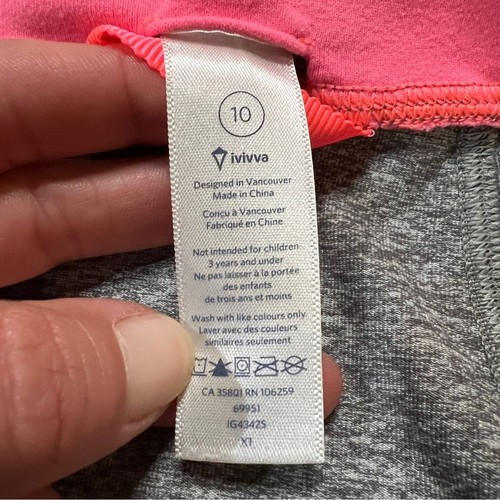 10
ivivva
Designed in Vancouver
Made in China
Conçu à Vancouver
Fabriqué en Chine
Not intended for children
3 years and under
Ne pas laisser à la portée
des enfants
de trois ans et moins
Wash with like colours only
Laver avec des couleurs
similaires seulement
CA 35801 RN 106259
69951
IG4342S
X1